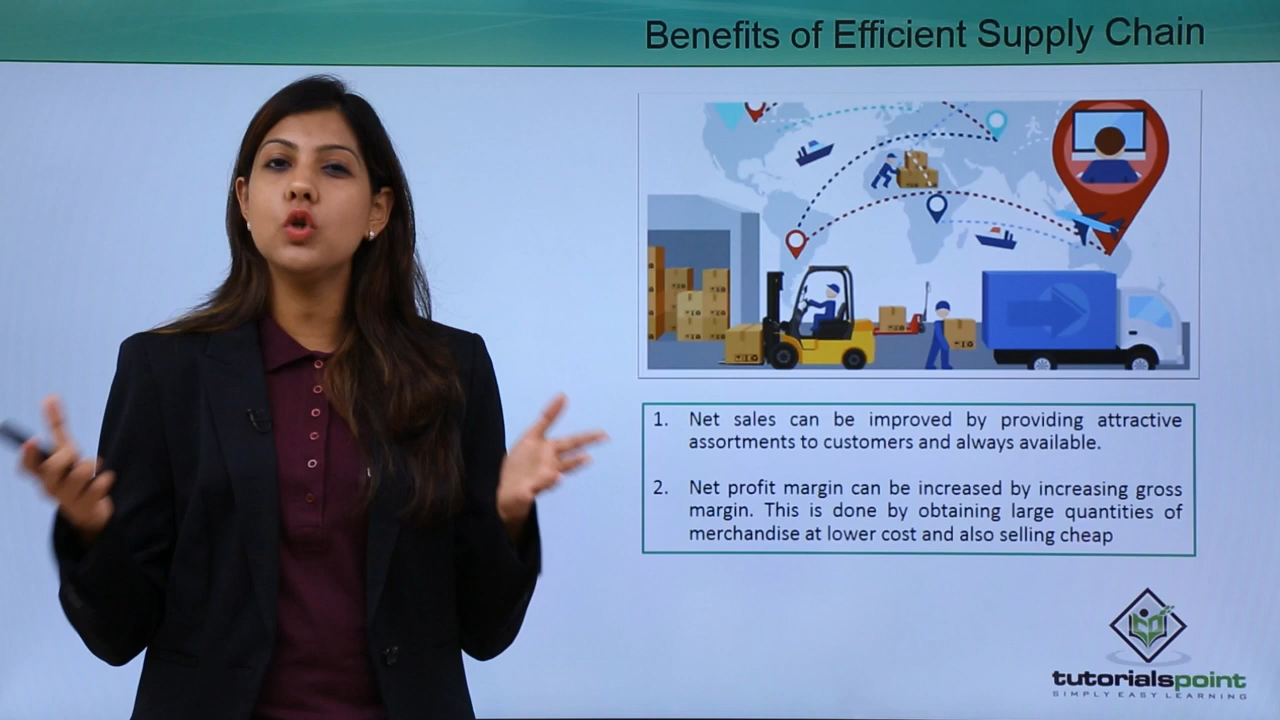 Benefits of Efficient Supply Chain
1. Net sales can be improved by providing attractive
assortments to customers and always available.
2. Net profit margin can be increased by increasing gross
margin. This is done by obtaining large quantities of
merchandise at lower cost and also selling cheap
tutorialspoint
SIMPLY EASY LEARNING